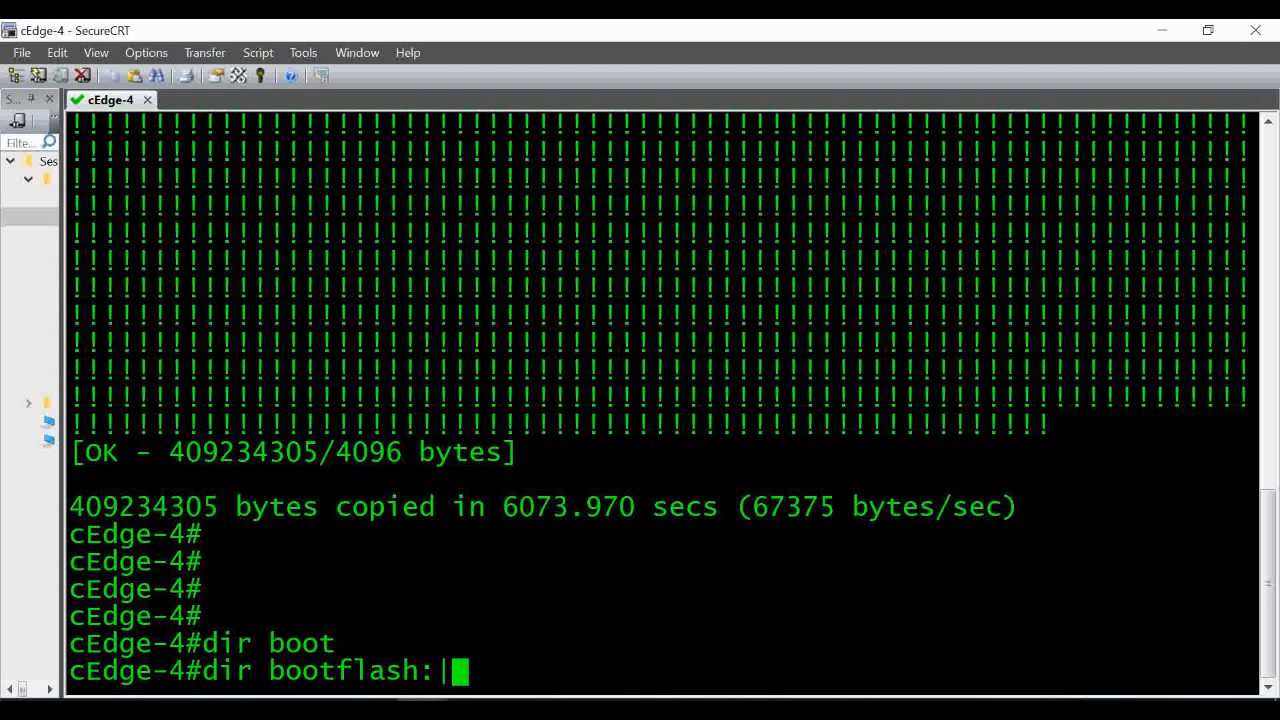 cEdge-4 - SecureCRT
File Edit View Options Transfer Script Tools Window Help
S...
cEdge-4
Filte...
Ses
[OK - 409234305/4096 bytes]
409234305 bytes copied in 6073.970 secs (67375 bytes/sec)
cEdge-4#
cEdge-4#
cEdge-4#
cEdge-4#
cEdge-4#dir boot
cEdge-4#dir bootflash:|